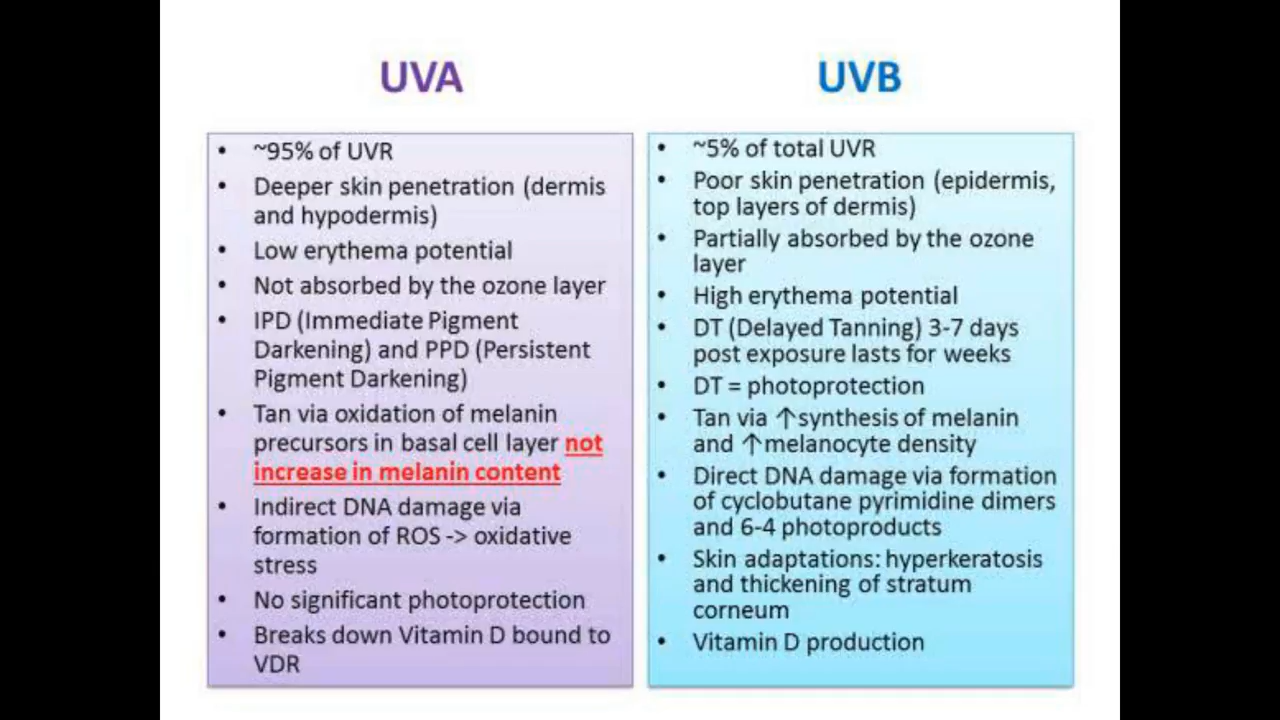 UVA
• ~95% of UVR
• Deeper skin penetration (dermis
and hypodermis)
• Low erythema potential
• Not absorbed by the ozone layer
• IPD (Immediate Pigment
Darkening) and PPD (Persistent
Pigment Darkening)
• Tan via oxidation of melanin
precursors in basal cell layer not
increase in melanin content
• Indirect DNA damage via
formation of ROS -> oxidative
stress
• No significant photoprotection
• Breaks down Vitamin D bound to
VDR
UVB
• ~5% of total UVR
• Poor skin penetration (epidermis,
top layers of dermis)
• Partially absorbed by the ozone
layer
• High erythema potential
• DT (Delayed Tanning) 3-7 days
post exposure lasts for weeks
• DT = photoprotection
• Tan via ↑synthesis of melanin
and ↑melanocyte density
• Direct DNA damage via formation
of cyclobutane pyrimidine dimers
and 6-4 photoproducts
• Skin adaptations: hyperkeratosis
and thickening of stratum
corneum
• Vitamin D production